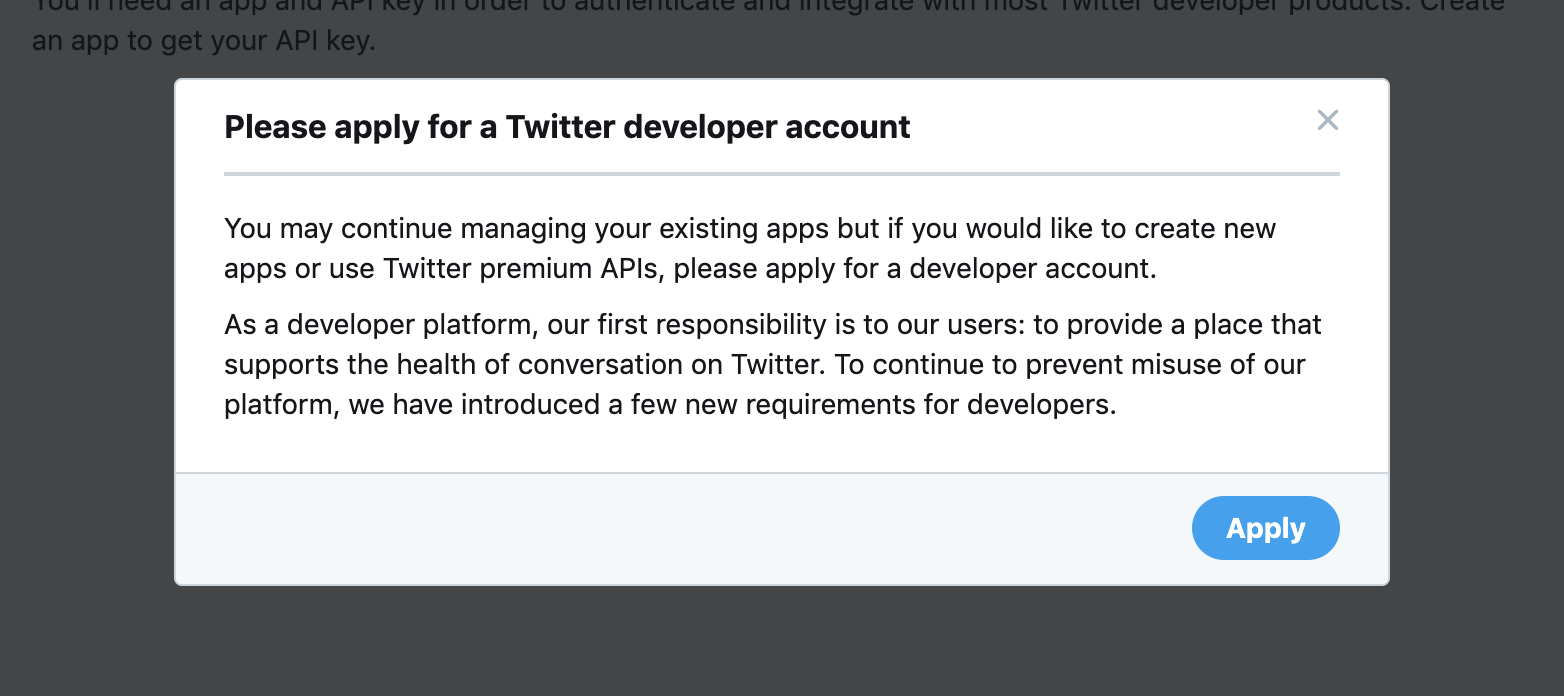 You'll need an app and API key in order to authenticate and integrate with most Twitter developer products. Create
an app to get your API key.
Please apply for a Twitter developer account
You may continue managing your existing apps but if you would like to create new
apps or use Twitter premium APIs, please apply for a developer account.
As a developer platform, our first responsibility is to our users: to provide a place that
supports the health of conversation on Twitter. To continue to prevent misuse of our
platform, we have introduced a few new requirements for developers.
Apply